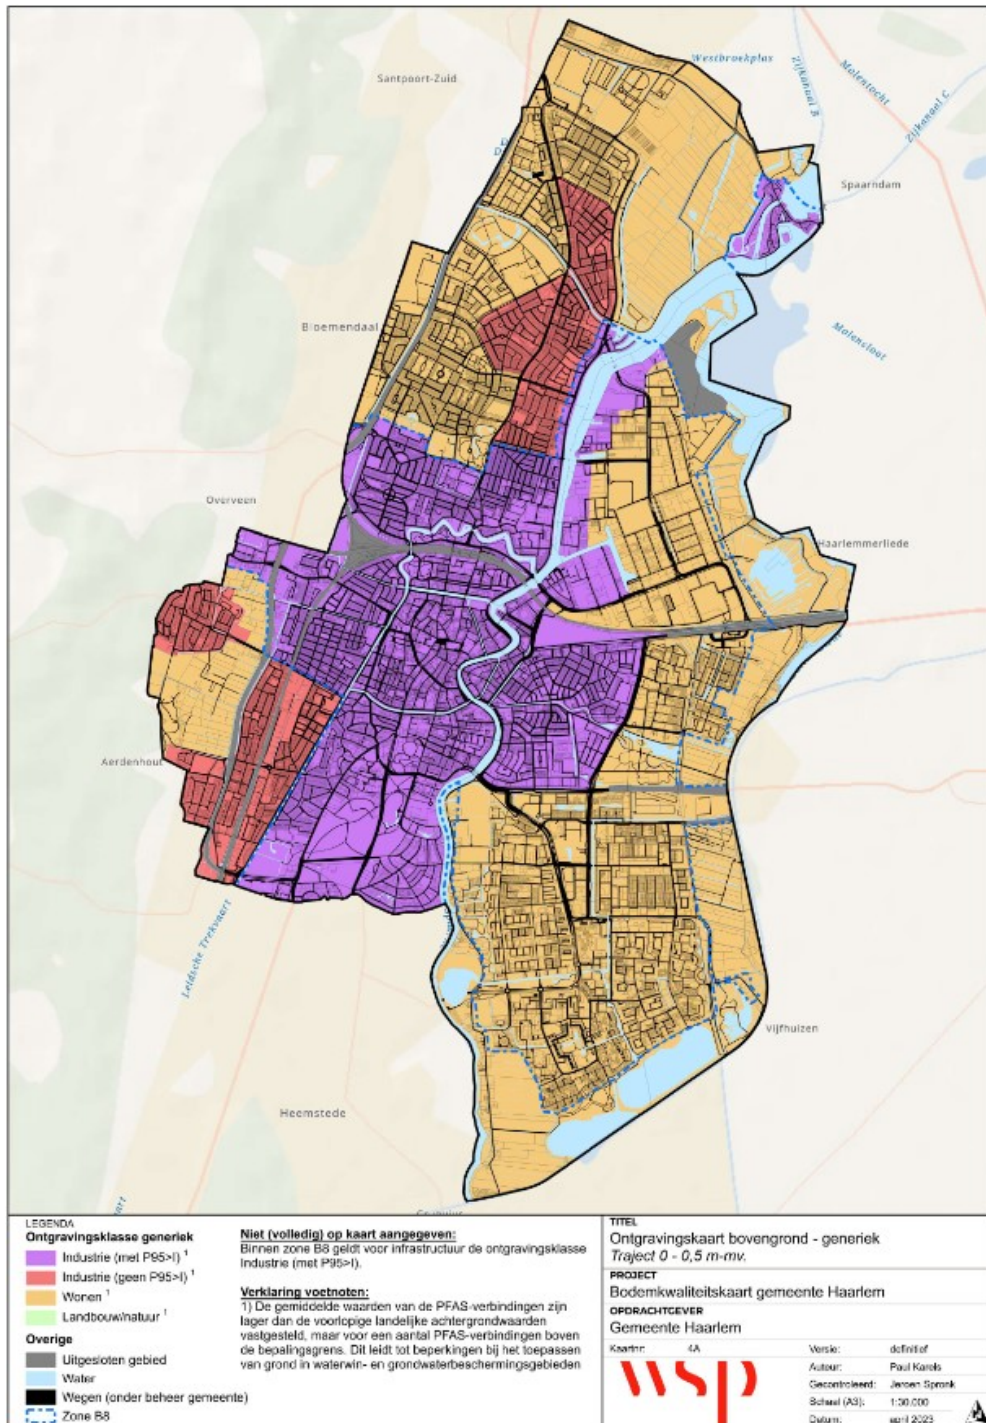 Westbroekplas
Zijkanaal B
Molentocht
Zijkanaal C
Santpoort-Zuid
Spaarndam
Bloemendaal
Molensloot
Overveen
Haarlemmerliede
Aerdenhout
Leidsche Trekvaart
Vijfhuizen
Heemstede
LEGENDA
Ontgravingsklasse generiek
Industrie (met P95>I) ¹
Industrie (geen P95>I) ¹
Wonen ¹
Landbouw/natuur ¹
Overige
Uitgesloten gebied
Water
Wegen (onder beheer gemeente)
Zone B8
Niet (volledig) op kaart aangegeven:
Binnen zone B8 geldt voor infrastructuur de ontgravingsklasse
Industrie (met P95>I).
Verklaring voetnoten:
1) De gemiddelde waarden van de PFAS-verbindingen zijn
lager dan de voorlopige landelijke achtergrondwaarden
vastgesteld, maar voor een aantal PFAS-verbindingen boven
de bepalingsgrens. Dit leidt tot beperkingen bij het toepassen
van grond in waterwin- en grondwaterbeschermingsgebieden
TITEL
Ontgravingskaart bovengrond - generiek
Traject 0 - 0,5 m-mv.
PROJECT
Bodemkwaliteitskaart gemeente Haarlem
OPDRACHTGEVER
Gemeente Haarlem
Kaartnr: 4A
wsp
Versie: definitief
Auteur: Paul Karels
Gecontroleerd: Jeroen Spronk
Schaal (A3): 1:30.000
Datum: april 2023